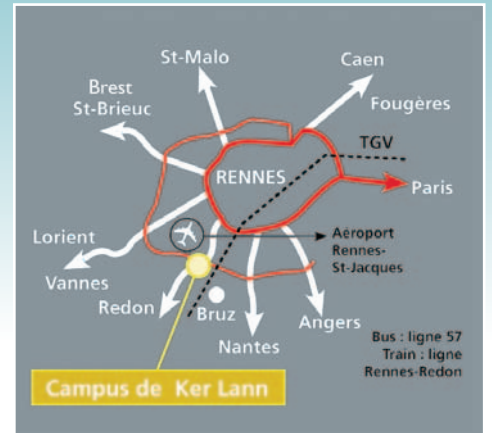 St-Malo
Caen
Brest
St-Brieuc
Fougères
TGV
RENNES
Paris
Aéroport
Rennes-
St-Jacques
Lorient
Vannes
Redon
Bruz
Angers
Nantes
Bus : ligne 57
Train : ligne
Rennes-Redon
Campus de Ker Lann